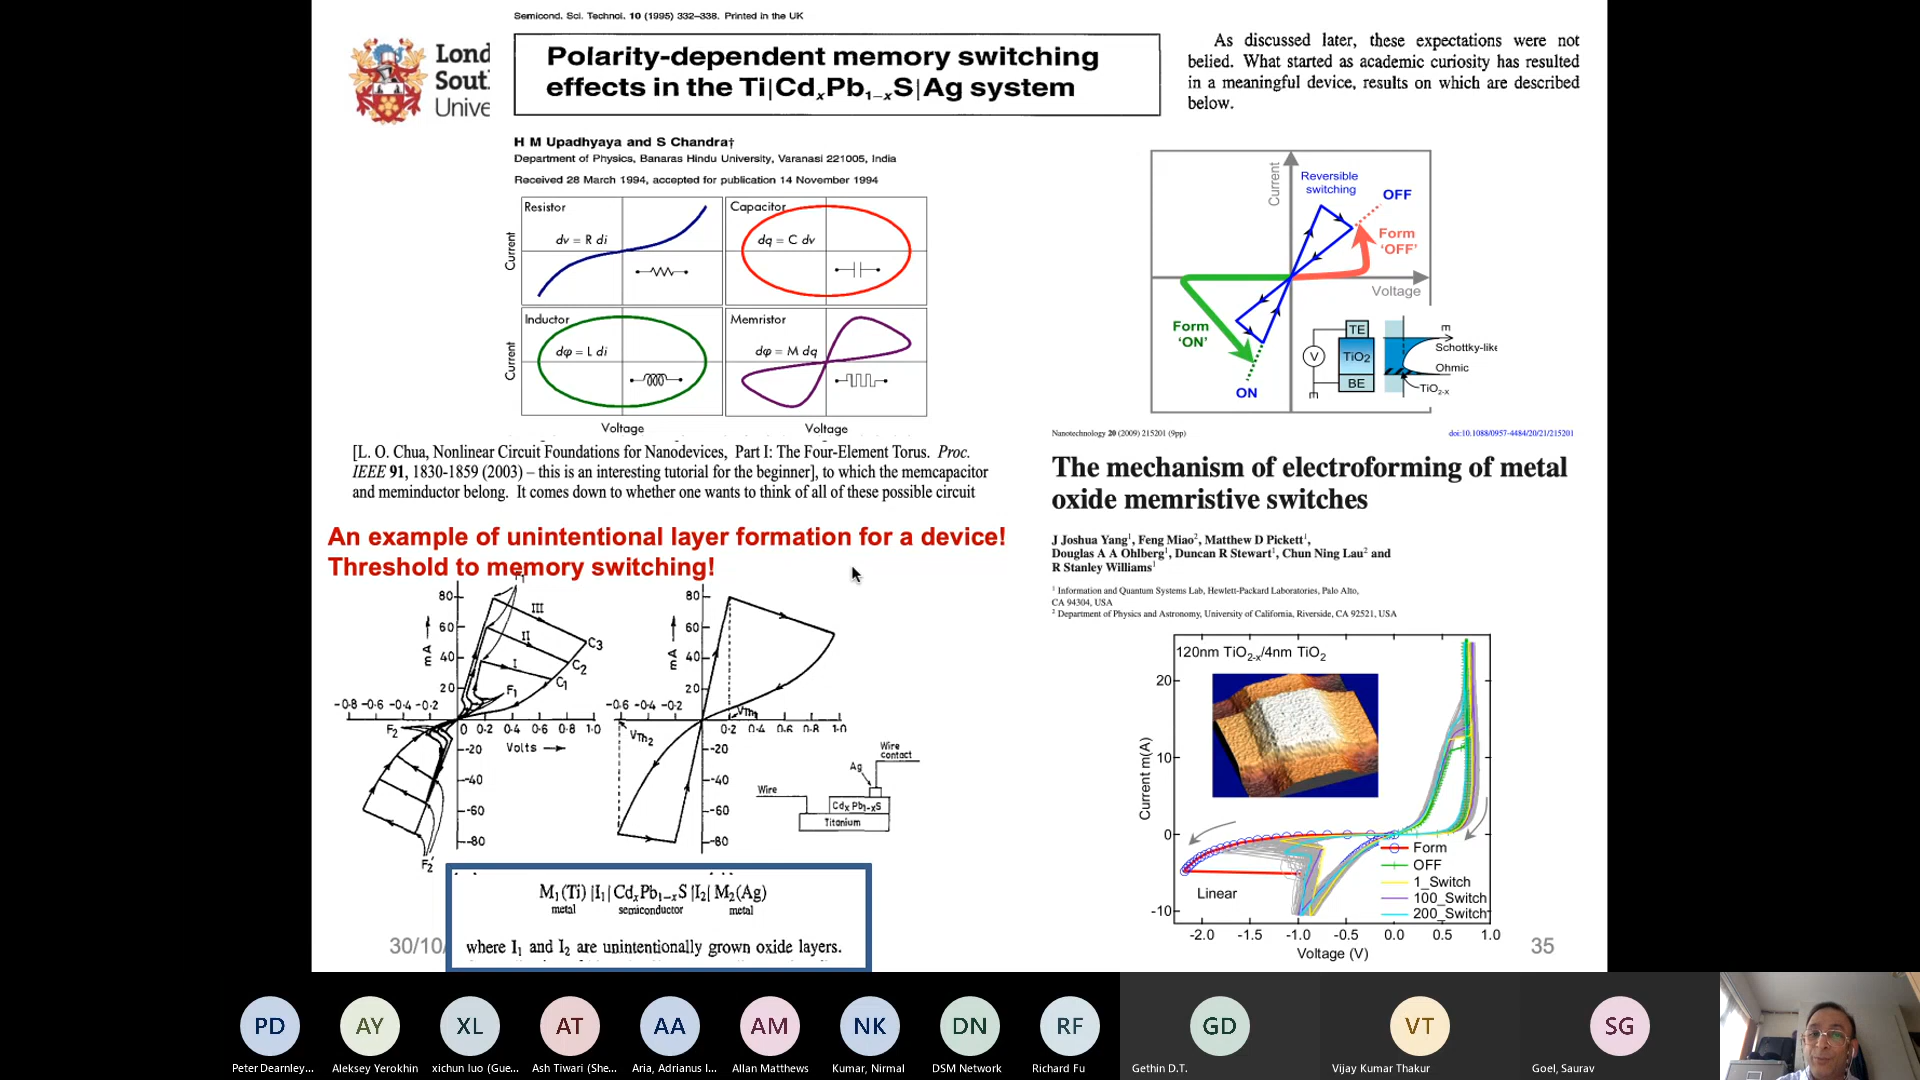 Semicond. Sci. Technol. 10 (1995) 332–338. Printed in the UK
Lond
Sout
Unive
Polarity-dependent memory switching
effects in the Ti|CdₓPb₁₋ₓS|Ag system
As discussed later, these expectations were not
belied. What started as academic curiosity has resulted
in a meaningful device, results on which are described
below.
H M Upadhyaya and S Chandra†
Department of Physics, Banaras Hindu University, Varanasi 221005, India
Received 28 March 1994, accepted for publication 14 November 1994
Resistor
dv = R di
Capacitor
dq = C dv
Current
Inductor
dφ = L di
Memristor
dφ = M dq
Current
Voltage
Voltage
Current
Reversible
switching
OFF
Form
'OFF'
Voltage
Form
'ON'
ON
V
TE
TiO2
BE
m
Schottky-like
Ohmic
TiO2-x
[L. O. Chua, Nonlinear Circuit Foundations for Nanodevices, Part I: The Four-Element Torus. Proc.
IEEE 91, 1830-1859 (2003) – this is an interesting tutorial for the beginner], to which the memcapacitor
and meminductor belong. It comes down to whether one wants to think of all of these possible circuit
Nanotechnology 20 (2009) 215201 (9pp)
doi:10.1088/0957-4484/20/21/215201
The mechanism of electroforming of metal
oxide memristive switches
J Joshua Yang¹, Feng Miao², Matthew D Pickett¹,
Douglas A A Ohlberg¹, Duncan R Stewart¹, Chun Ning Lau² and
R Stanley Williams¹
¹ Information and Quantum Systems Lab, Hewlett-Packard Laboratories, Palo Alto,
CA 94304, USA
² Department of Physics and Astronomy, University of California, Riverside, CA 92521, USA
An example of unintentional layer formation for a device!
Threshold to memory switching!
80
60
40
20
mA
III
II
I
C3
C2
C1
F1
F2
F2'
-0·8 -0·6 -0·4 -0·2
0 0·2 0·4 0·6 0·8 1·0
Volts
-20
-40
-60
-80
80
60
40
20
mA
-0·6 -0·4 -0·2
0·2 0·4 0·6 0·8 1·0
VTh1
VTh2
-20
-40
-60
-80
Wire
contact
Ag
Wire
Cdx Pb1-xS
Titanium
M₁(Ti) |I₁| CdₓPb₁₋ₓS |I₂| M₂(Ag)
metal semiconductor metal
where I₁ and I₂ are unintentionally grown oxide layers.
30/10/
120nm TiO2-x/4nm TiO2
Current m(A)
20
10
0
-10
Linear
Form
OFF
1_Switch
100_Switch
200_Switch
-2.0 -1.5 -1.0 -0.5 0.0 0.5 1.0
Voltage (V)
35
PD AY XL AT AA AM NK DN RF GD VT SG
Peter Dearnley... Aleksey Yerokhin xichun luo (Gue... Ash Tiwari (She... Aria, Adrianus I... Allan Matthews Kumar, Nirmal DSM Network Richard Fu Gethin D.T. Vijay Kumar Thakur Goel, Saurav